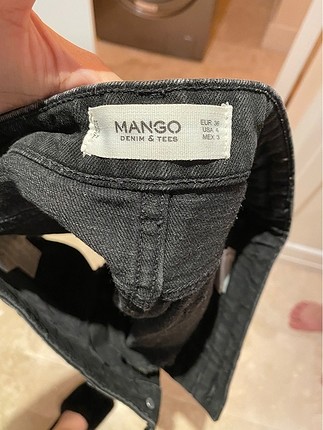 MANGO
DENIM & TEES
EUR 36
USA 4
MEX 3